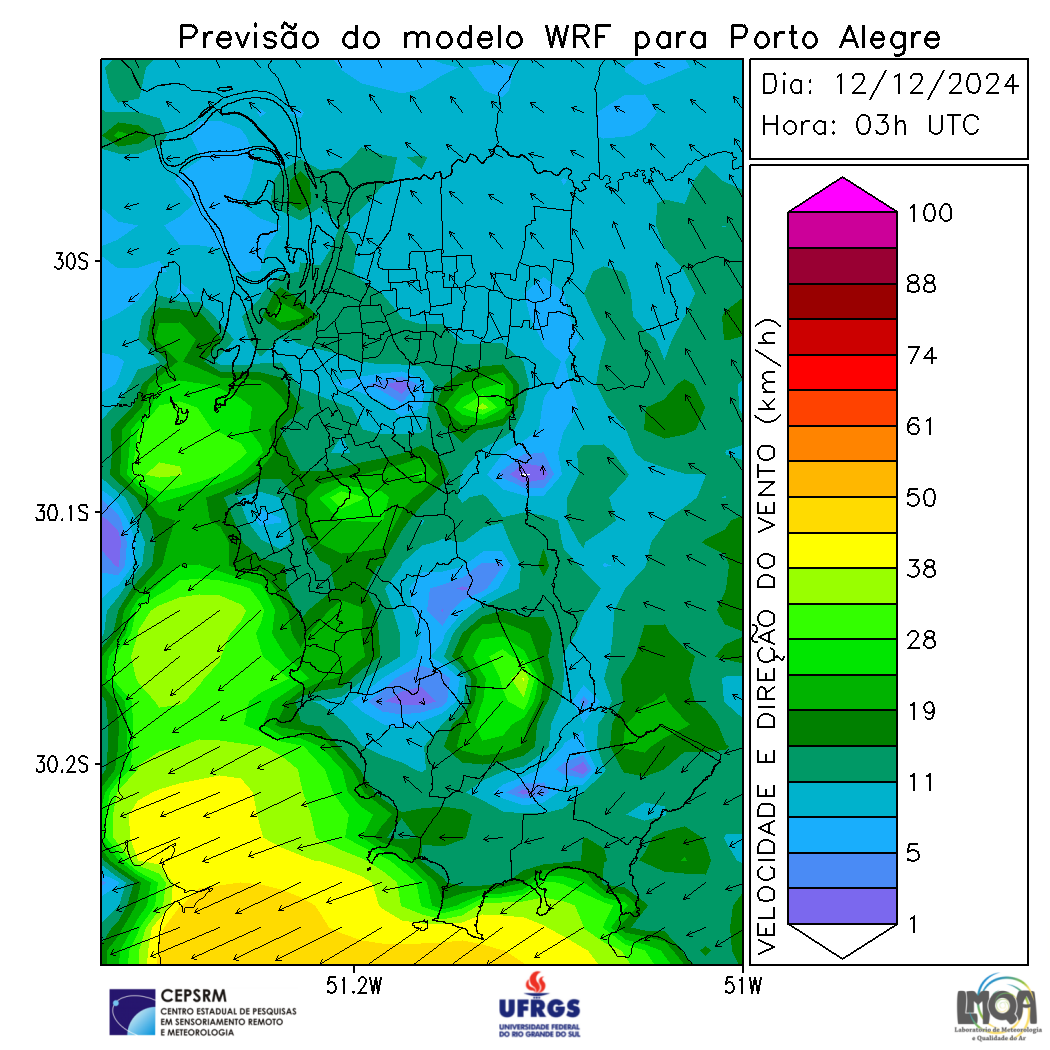 Previsão do modelo WRF para Porto Alegre
Dia: 12/12/2024
Hora: 03h UTC
30S
30.1S
30.2S
51.2W
51W
VELOCIDADE E DIREÇÃO DO VENTO (km/h)
100
88
74
61
50
38
28
19
11
5
1
CEPSRM
CENTRO ESTADUAL DE PESQUISAS
EM SENSORIAMENTO REMOTO
E METEOROLOGIA
UFRGS
UNIVERSIDADE FEDERAL
DO RIO GRANDE DO SUL
LMQA
Laboratório de Meteorologia
e Qualidade do Ar